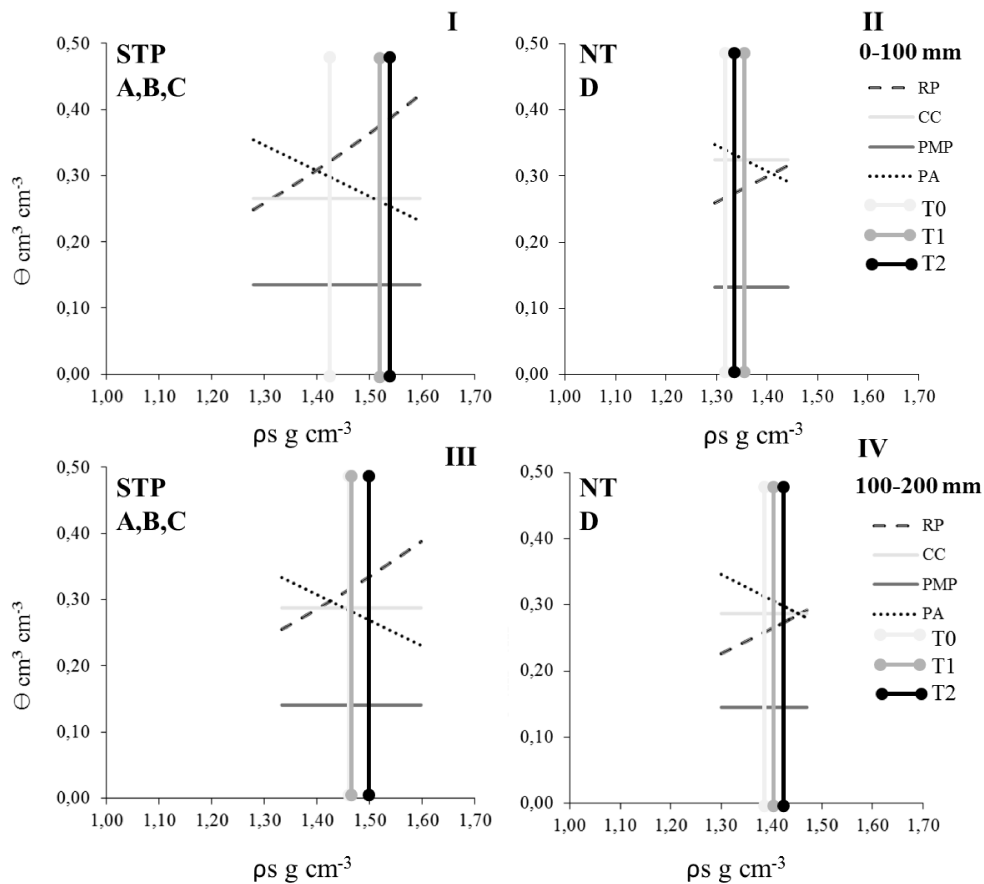 I
STP
A,B,C
0,50
0,40
0,30
0,20
0,10
0,00
Θ cm³ cm⁻³
1,00 1,10 1,20 1,30 1,40 1,50 1,60 1,70
ρs g cm⁻³
II
0-100 mm
NT
D
0,50
0,40
0,30
0,20
0,10
0,00
1,00 1,10 1,20 1,30 1,40 1,50 1,60 1,70
ρs g cm⁻³
RP
CC
PMP
PA
T0
T1
T2
III
STP
A,B,C
0,50
0,40
0,30
0,20
0,10
0,00
Θ cm³ cm⁻³
1,00 1,10 1,20 1,30 1,40 1,50 1,60 1,70
ρs g cm⁻³
IV
100-200 mm
NT
D
0,50
0,40
0,30
0,20
0,10
0,00
1,00 1,10 1,20 1,30 1,40 1,50 1,60 1,70
ρs g cm⁻³
RP
CC
PMP
PA
T0
T1
T2